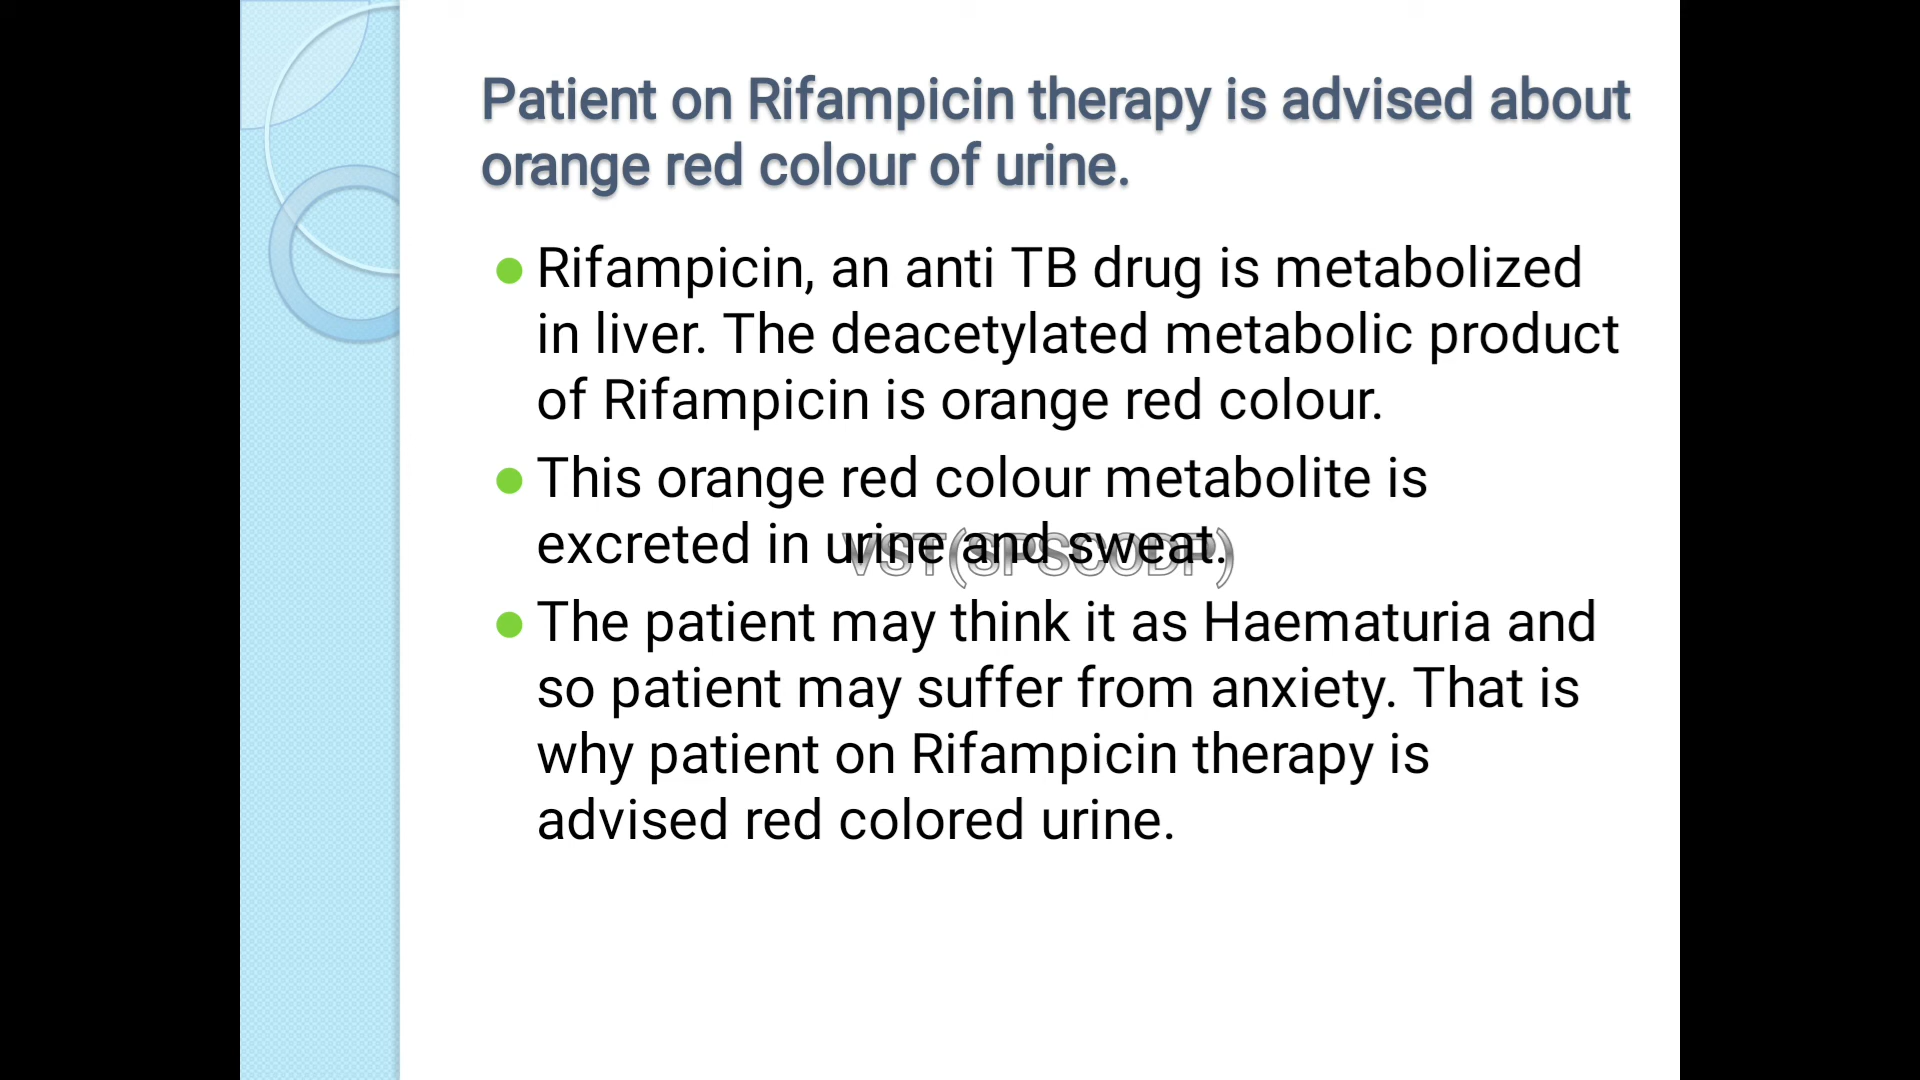 Patient on Rifampicin therapy is advised about
orange red colour of urine.
Rifampicin, an anti TB drug is metabolized
in liver. The deacetylated metabolic product
of Rifampicin is orange red colour.
This orange red colour metabolite is
excreted in urine and sweat.
VST(SPSCODP)
The patient may think it as Haematuria and
so patient may suffer from anxiety. That is
why patient on Rifampicin therapy is
advised red colored urine.